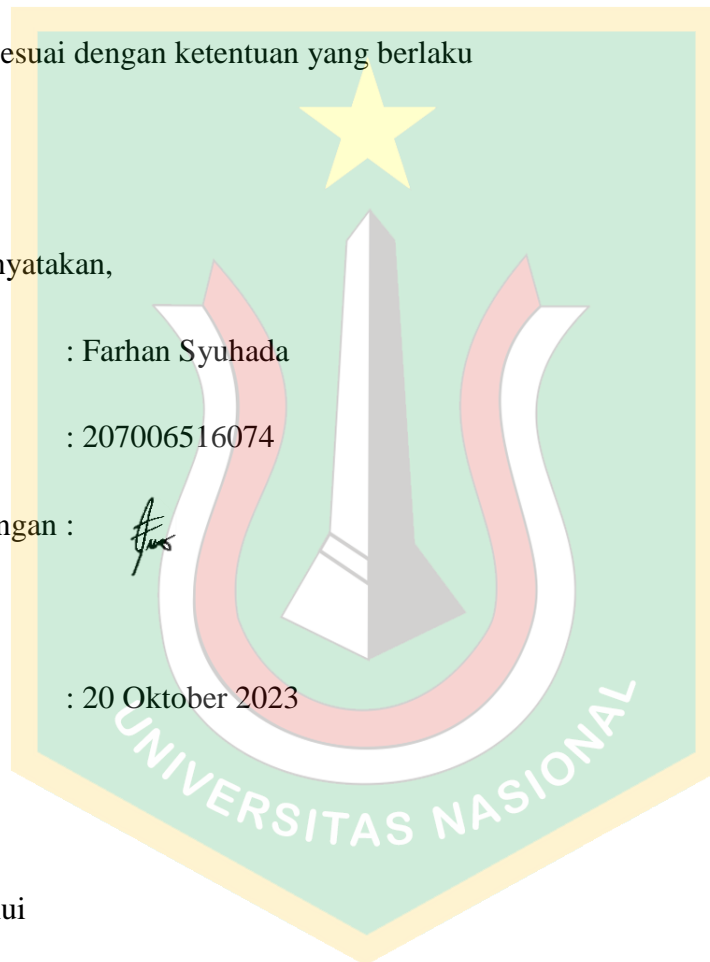 esuai dengan ketentuan yang berlaku
nyatakan,
: Farhan Syuhada
: 207006516074
ngan :
: 20 Oktober 2023
UNIVERSITAS NASIONAL
ui